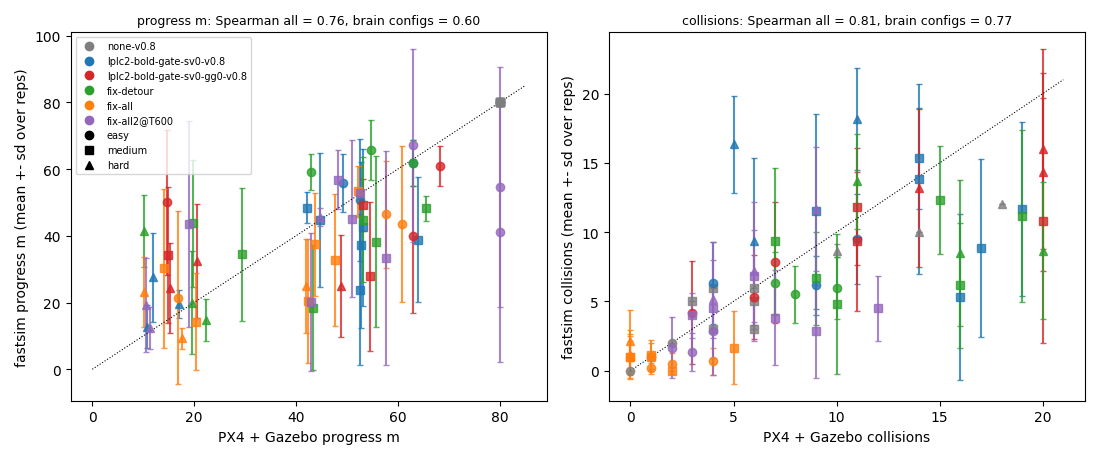 progress m: Spearman all = 0.76, brain configs = 0.60
fastsim progress m (mean +- sd over reps)
100
80
60
40
20
0
none-v0.8
lplc2-bold-gate-sv0-v0.8
lplc2-bold-gate-sv0-gg0-v0.8
fix-detour
fix-all
fix-all2@T600
easy
medium
hard
0 20 40 60 80
PX4 + Gazebo progress m
collisions: Spearman all = 0.81, brain configs = 0.77
fastsim collisions (mean +- sd over reps)
20
15
10
5
0
0 5 10 15 20
PX4 + Gazebo collisions